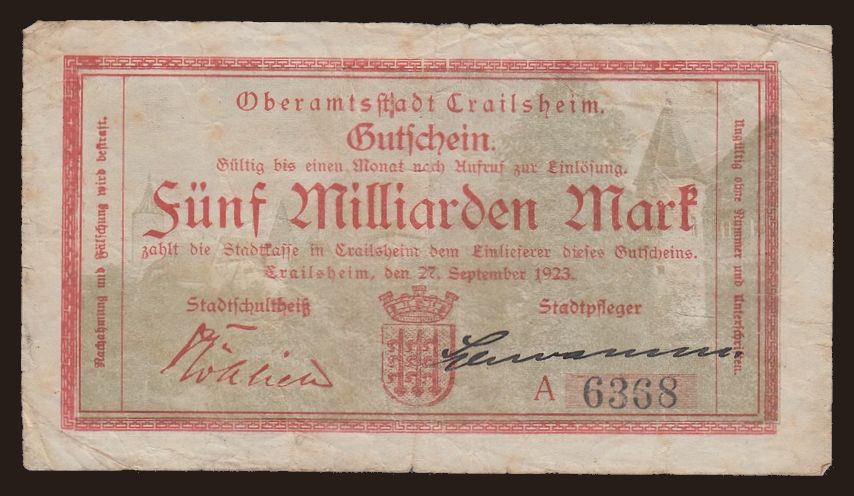 Oberamtsstadt Crailsheim.
Gutschein.
Gültig bis einen Monat nach Aufruf zur Einlösung.
Fünf Milliarden Mark
zahlt die Stadtkasse in Crailsheim dem Einlieferer dieses Gutscheins.
Crailsheim, den 27. September 1923.
Stadtschultheiß
Stadtpfleger
A 6368
Nachahmung und Fälschung wird bestraft.
Ungültig ohne Nummer und Unterschriften.